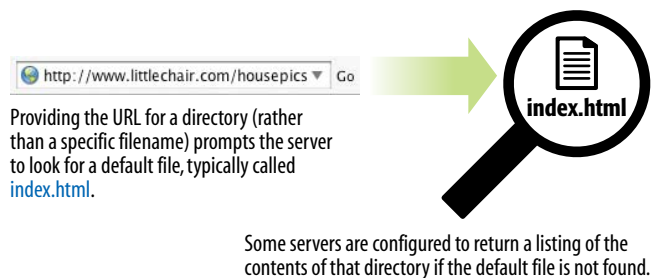 http://www.littlechair.com/housepics Go
index.html
Providing the URL for a directory (rather
than a specific filename) prompts the server
to look for a default file, typically called
index.html.
Some servers are configured to return a listing of the
contents of that directory if the default file is not found.